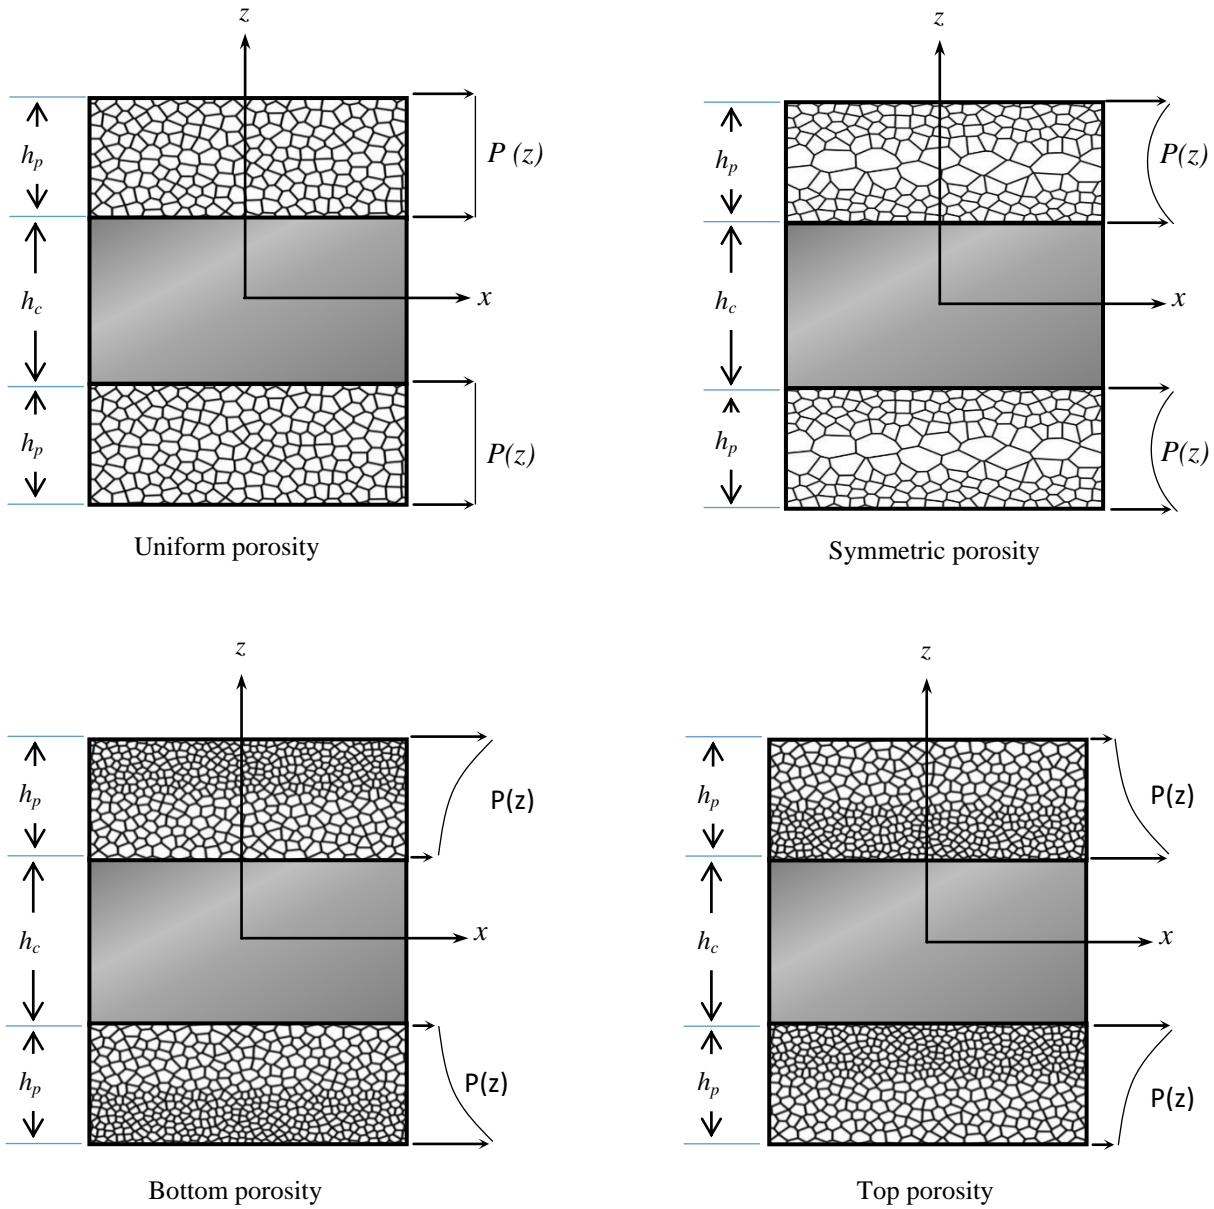 z
h_p
P (z)
h_c
x
h_p
P(z)
Uniform porosity
z
h_p
P(z)
h_c
x
h_p
P(z)
Symmetric porosity
z
h_p
P(z)
h_c
x
h_p
P(z)
Bottom porosity
z
h_p
P(z)
h_c
x
h_p
P(z)
Top porosity